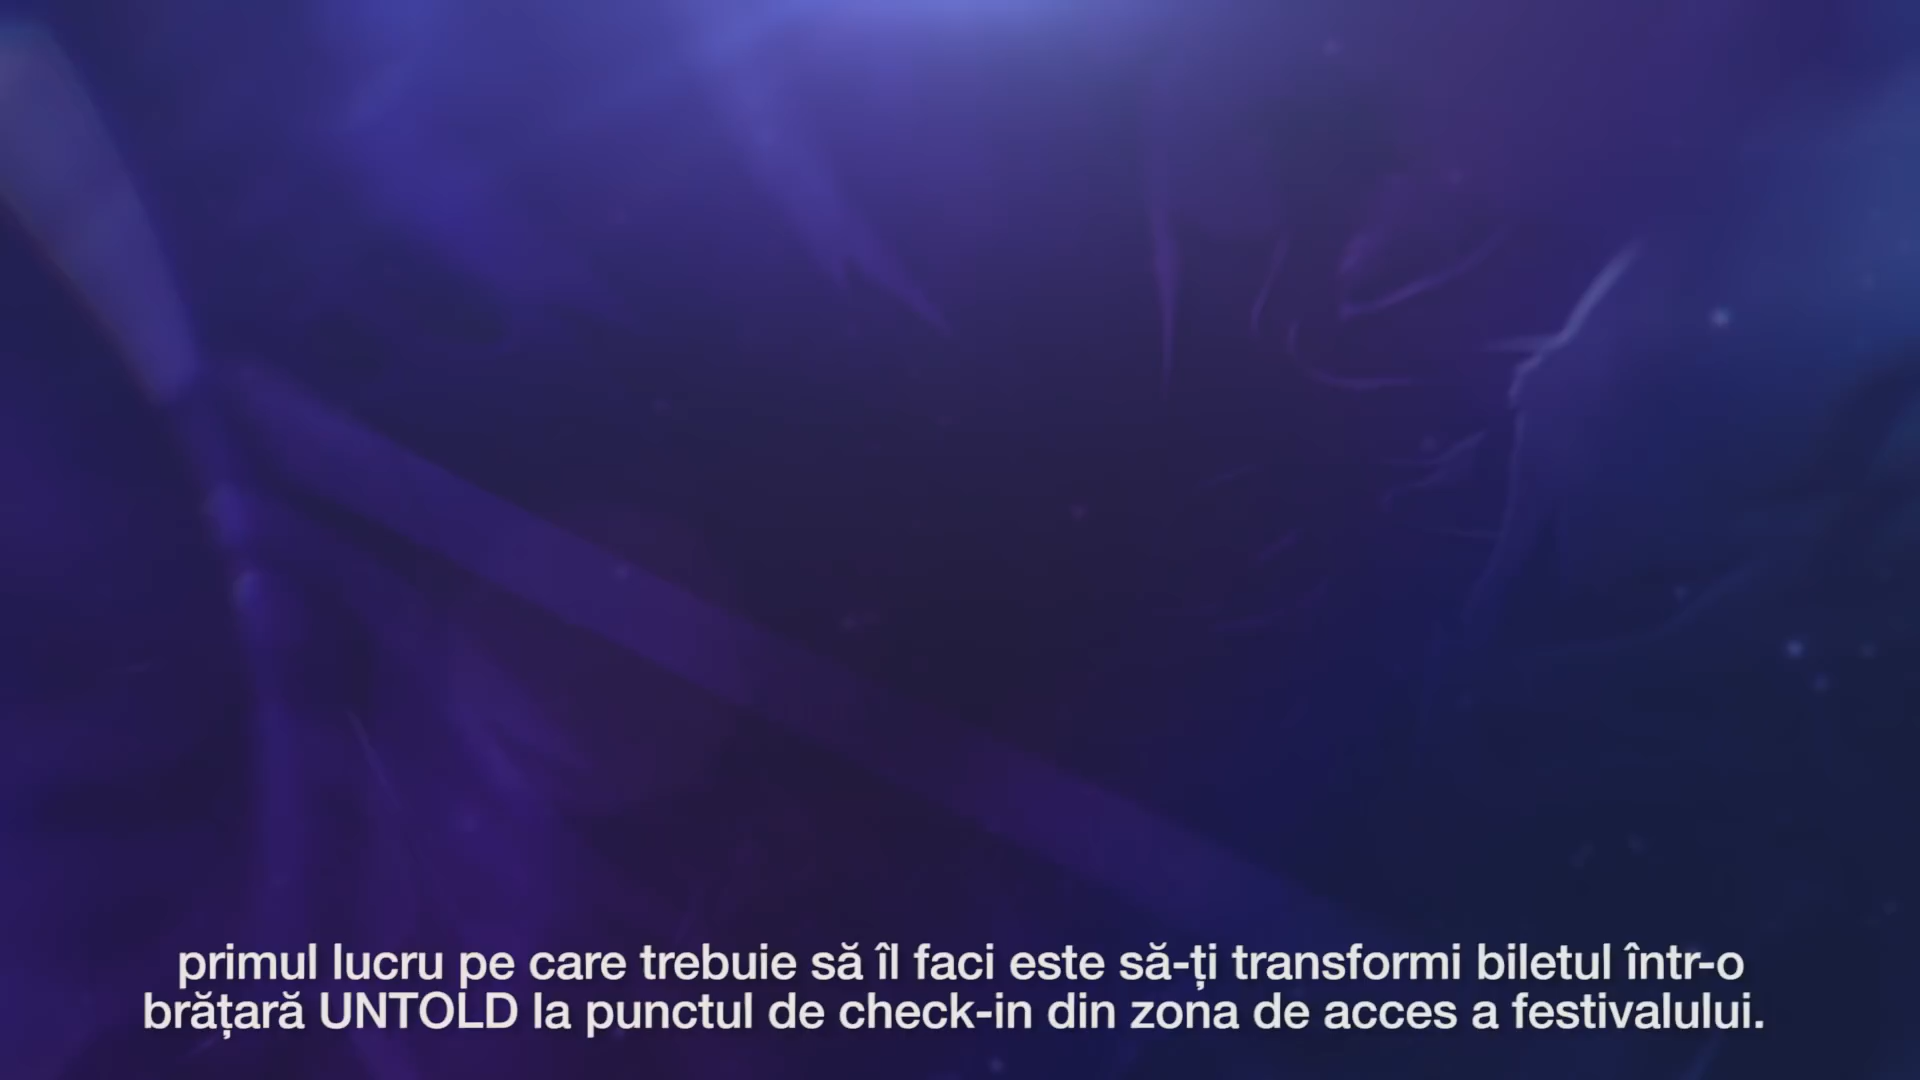 primul lucru pe care trebuie să îl faci este să-ți transformi biletul într-o
brățară UNTOLD la punctul de check-in din zona de acces a festivalului.